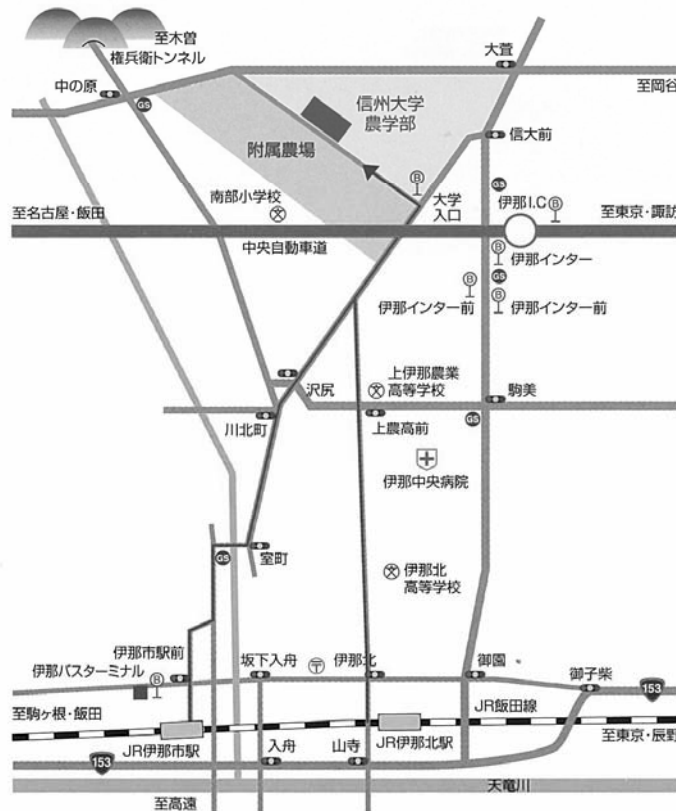 至木曽
権兵衛トンネル
大萱
中の原
GS
至岡谷
信州大学
農学部
信大前
附属農場
B
GS
南部小学校
文
大学
入口
伊那I.C
B
至名古屋・飯田
至東京・諏訪
中央自動車道
B
伊那インター
B
GS
伊那インター前
B
伊那インター前
沢尻
文
上伊那農業
高等学校
駒美
川北町
上農高前
GS
伊那中央病院
GS
室町
文
伊那北
高等学校
伊那市駅前
坂下入舟
〒
伊那北
御園
御子柴
伊那バスターミナル
B
153
至駒ヶ根・飯田
JR飯田線
JR伊那市駅
入舟
山寺
JR伊那北駅
至東京・辰野
153
天竜川
至高遠